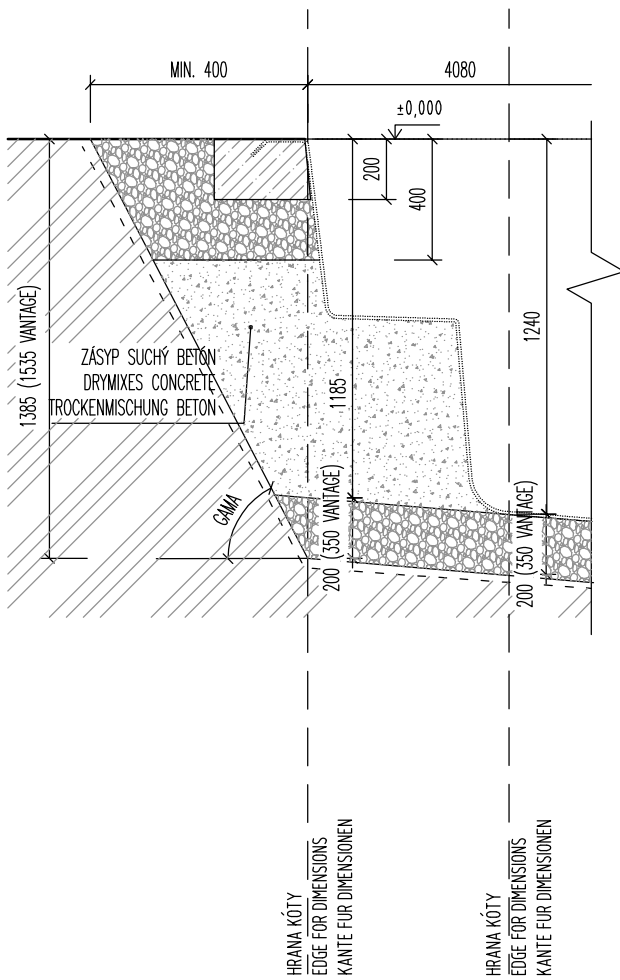 MIN. 400
4080
±0,000
200
400
1385 (1535 VANTAGE)
1240
ZÁSYP SUCHÝ BETÓN
DRYMIXES CONCRETE
TROCKENMISCHUNG BETON
1185
GAMA
200 (350 VANTAGE)
200 (350 VANTAGE)
HRANA KÓTY
EDGE FOR DIMENSIONS
KANTE FUR DIMENSIONEN
HRANA KÓTY
EDGE FOR DIMENSIONS
KANTE FUR DIMENSIONEN